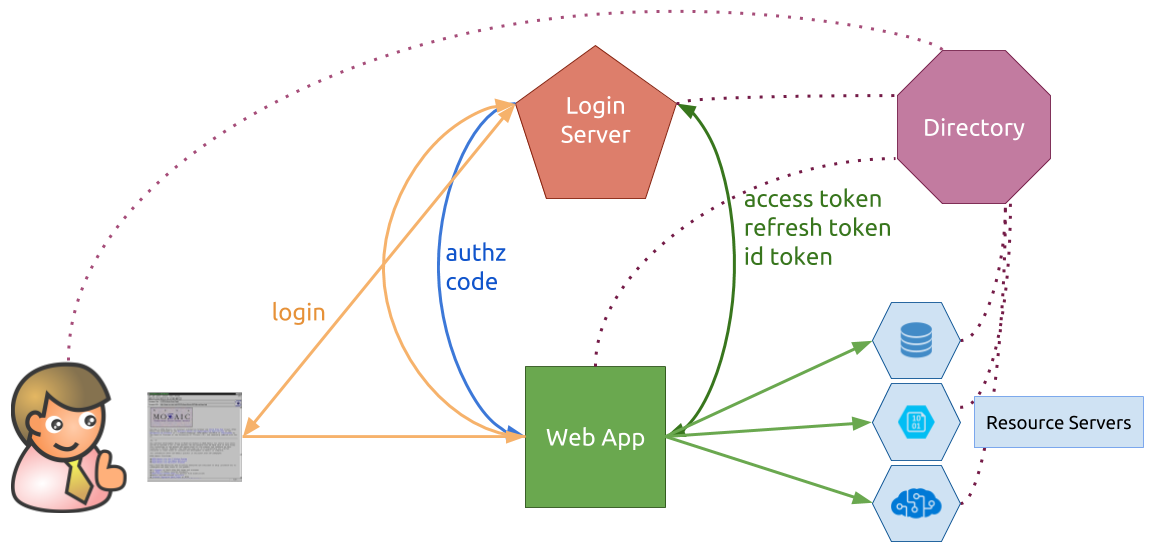 Login
Server
Directory
access token
refresh token
id token
authz
code
login
MOSAIC
10
01
Web App
Resource Servers